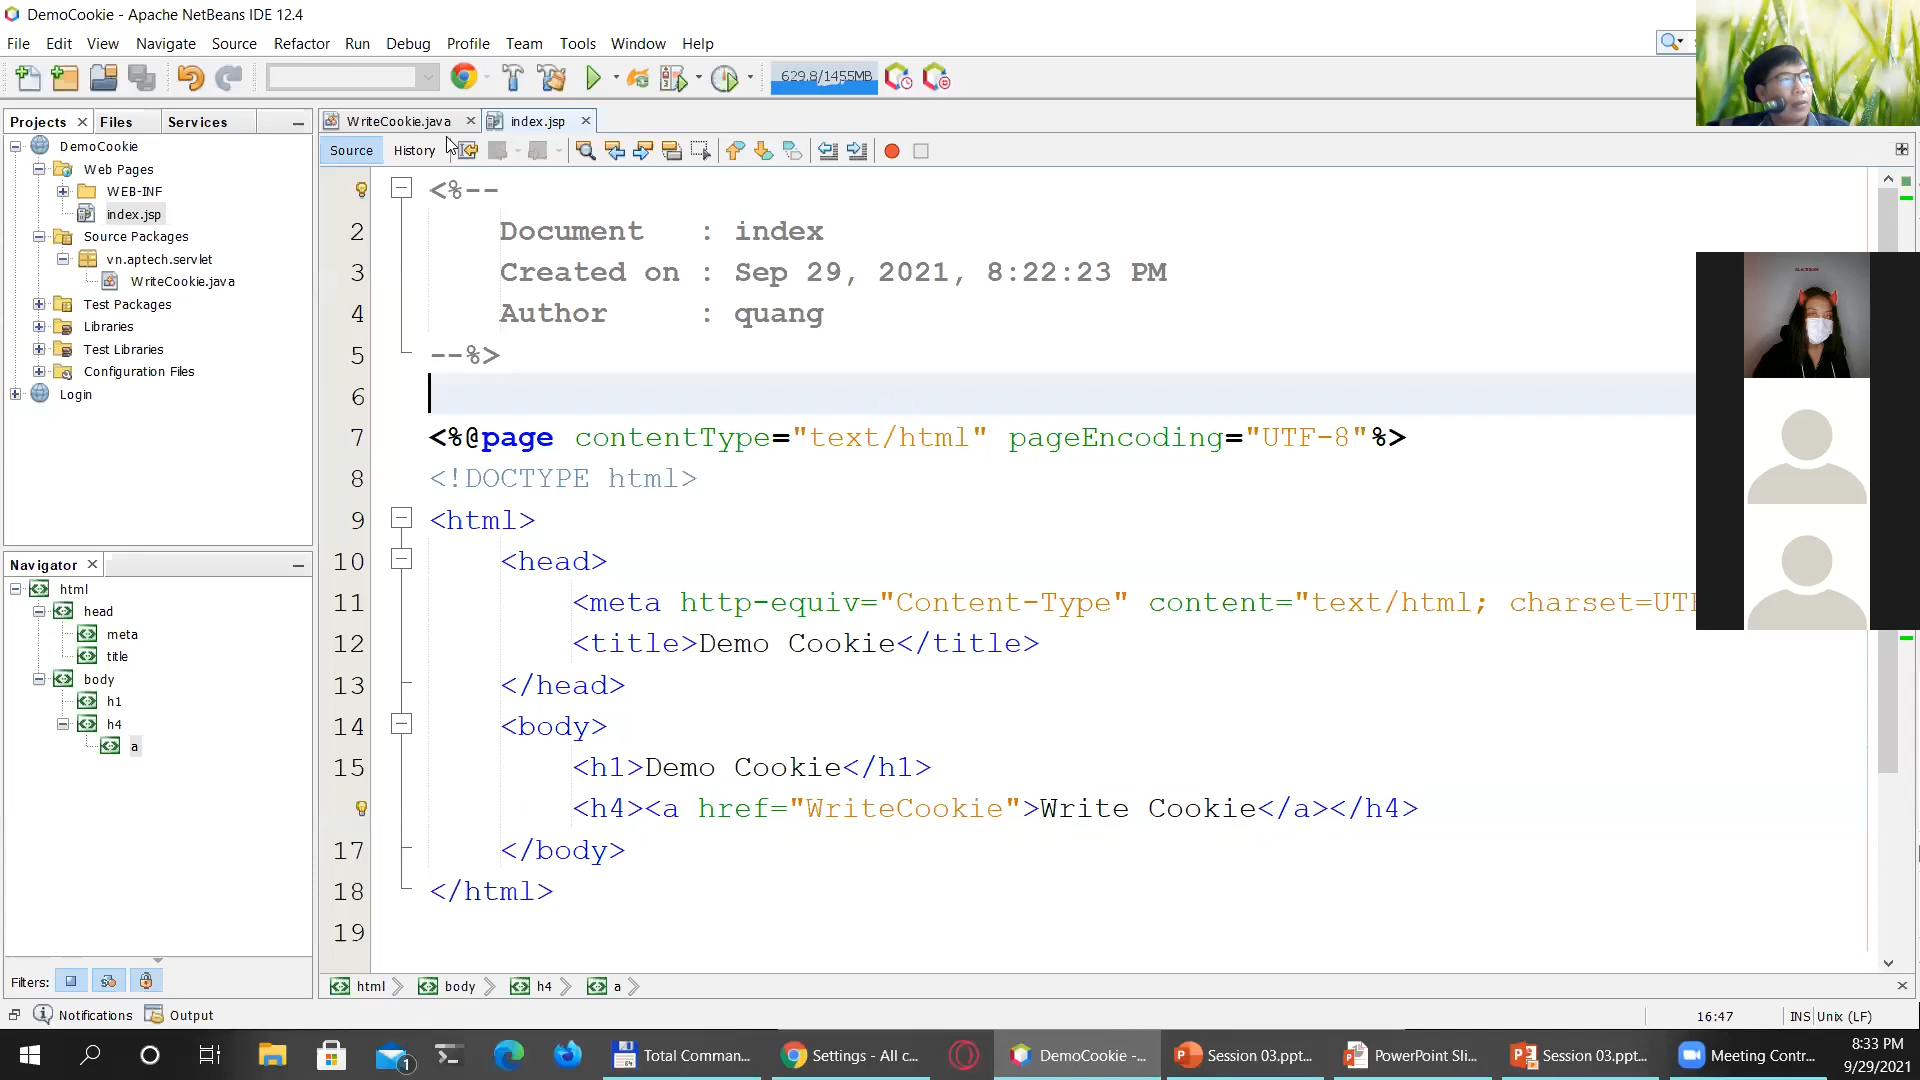 DemoCookie - Apache NetBeans IDE 12.4
File Edit View Navigate Source Refactor Run Debug Profile Team Tools Window Help
629.8/1455MB
Projects Files Services
WriteCookie.java index.jsp
Source History
DemoCookie
Web Pages
WEB-INF
index.jsp
Source Packages
vn.aptech.servlet
WriteCookie.java
Test Packages
Libraries
Test Libraries
Configuration Files
Login
Navigator
html
head
meta
title
body
h1
h4
a
Filters:
<%--
2 Document : index
3 Created on : Sep 29, 2021, 8:22:23 PM
4 Author : quang
5 --%>
6
7 <%@page contentType="text/html" pageEncoding="UTF-8"%>
8 <!DOCTYPE html>
9 <html>
10 <head>
11 <meta http-equiv="Content-Type" content="text/html; charset=UTF
12 <title>Demo Cookie</title>
13 </head>
14 <body>
15 <h1>Demo Cookie</h1>
<h4><a href="WriteCookie">Write Cookie</a></h4>
17 </body>
18 </html>
19
html body h4 a
Notifications Output
16:47 INS Unix (LF)
1 Total Comman... Settings - All c... DemoCookie -... Session 03.ppt... PowerPoint Sli... Session 03.ppt... Meeting Contr...
8:33 PM
9/29/2021